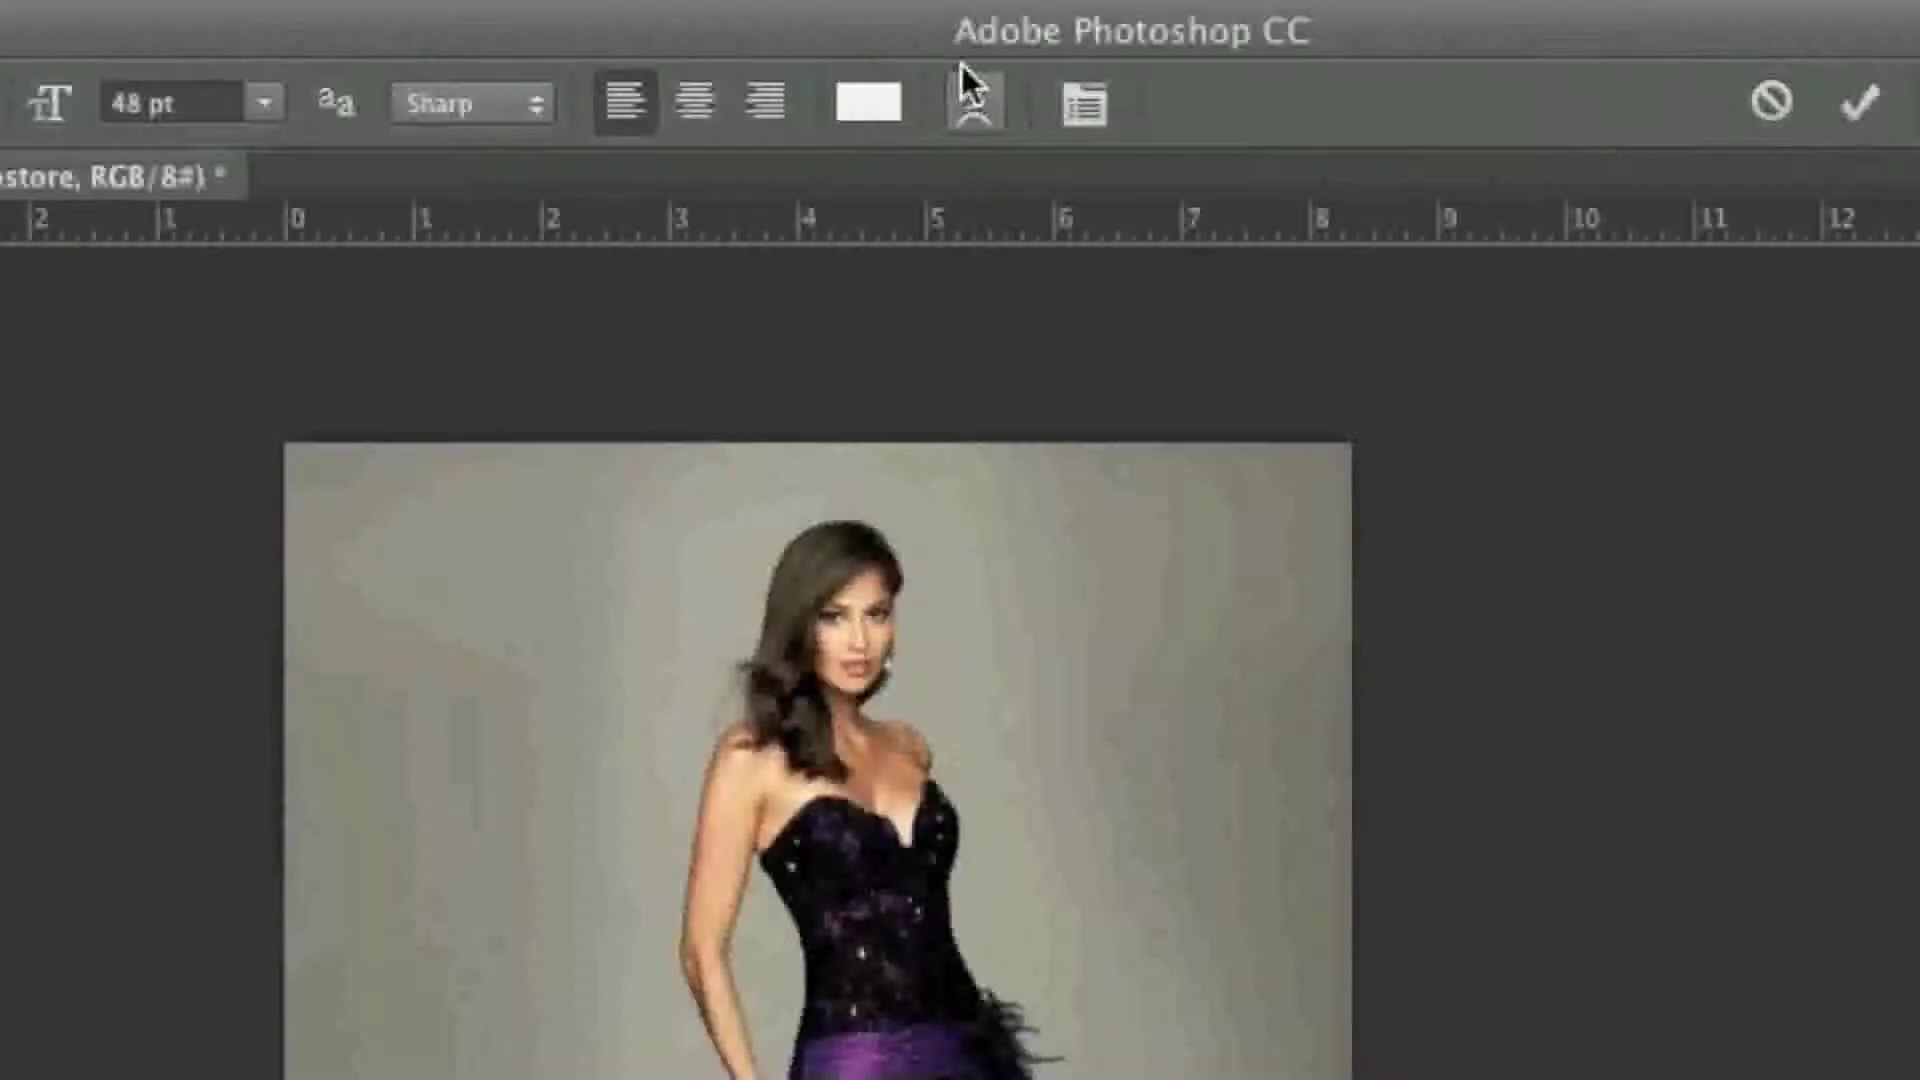 Adobe Photoshop CC
T 48 pt aa Sharp
store, RGB/8#) *
2 1 0 1 2 3 4 5 6 7 8 9 10 11 12